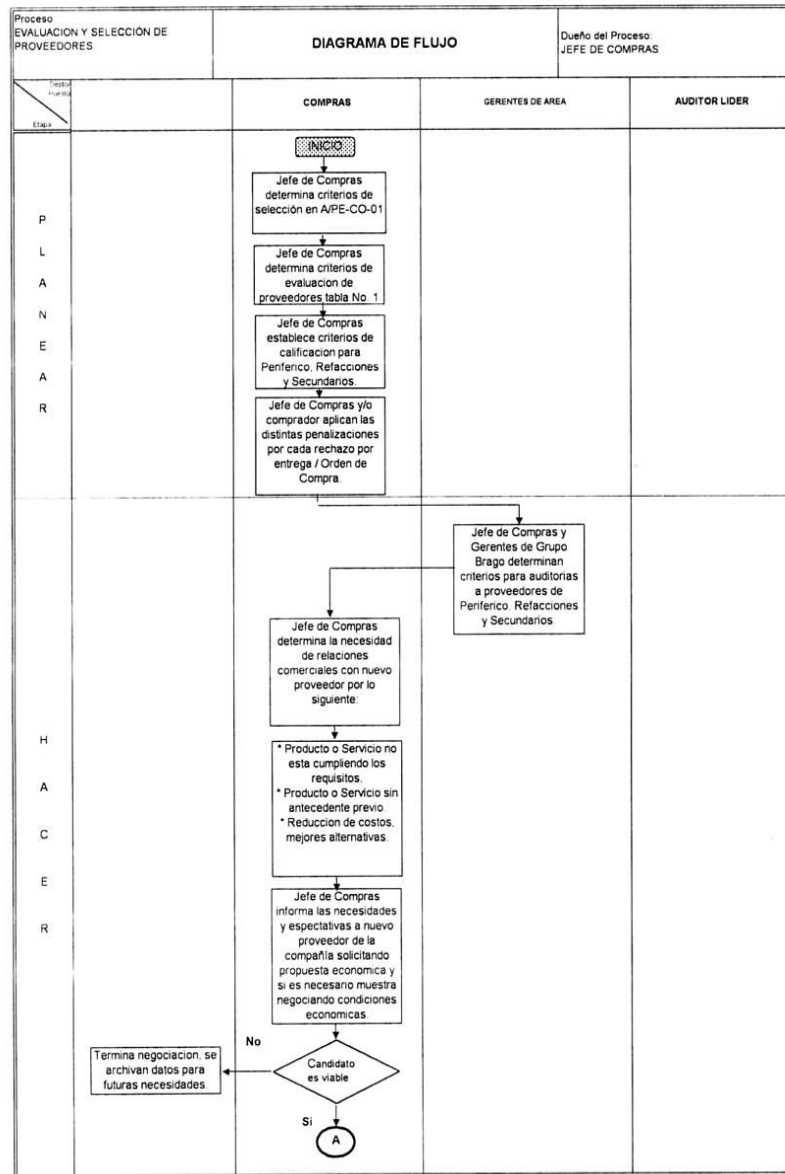 Proceso
EVALUACION Y SELECCIÓN DE
PROVEEDORES
DIAGRAMA DE FLUJO
Dueño del Proceso:
JEFE DE COMPRAS
Depto/
Puesto
Etapa
COMPRAS
GERENTES DE AREA
AUDITOR LIDER
P
L
A
N
E
A
R
INICIO
Jefe de Compras
determina criterios de
selección en A/PE-CO-01
Jefe de Compras
determina criterios de
evaluacion de
proveedores tabla No. 1
Jefe de Compras
establece criterios de
calificacion para
Periferico, Refacciones
y Secundarios.
Jefe de Compras y/o
comprador aplican las
distintas penalizaciones
por cada rechazo por
entrega / Orden de
Compra.
Jefe de Compras y
Gerentes de Grupo
Brago determinan
criterios para auditorias
a proveedores de
Periferico. Refacciones
y Secundarios.
H
A
C
E
R
Jefe de Compras
determina la necesidad
de relaciones
comerciales con nuevo
proveedor por lo
siguiente:
* Producto o Servicio no
esta cumpliendo los
requisitos.
* Producto o Servicio sin
antecedente previo.
* Reduccion de costos,
mejores alternativas.
Jefe de Compras
informa las necesidades
y espectativas a nuevo
proveedor de la
compañía solicitando
propuesta economica y
si es necesario muestra
negociando condiciones
economicas.
No
Termina negociacion, se
archivan datos para
futuras necesidades.
Candidato
es viable
Si
A